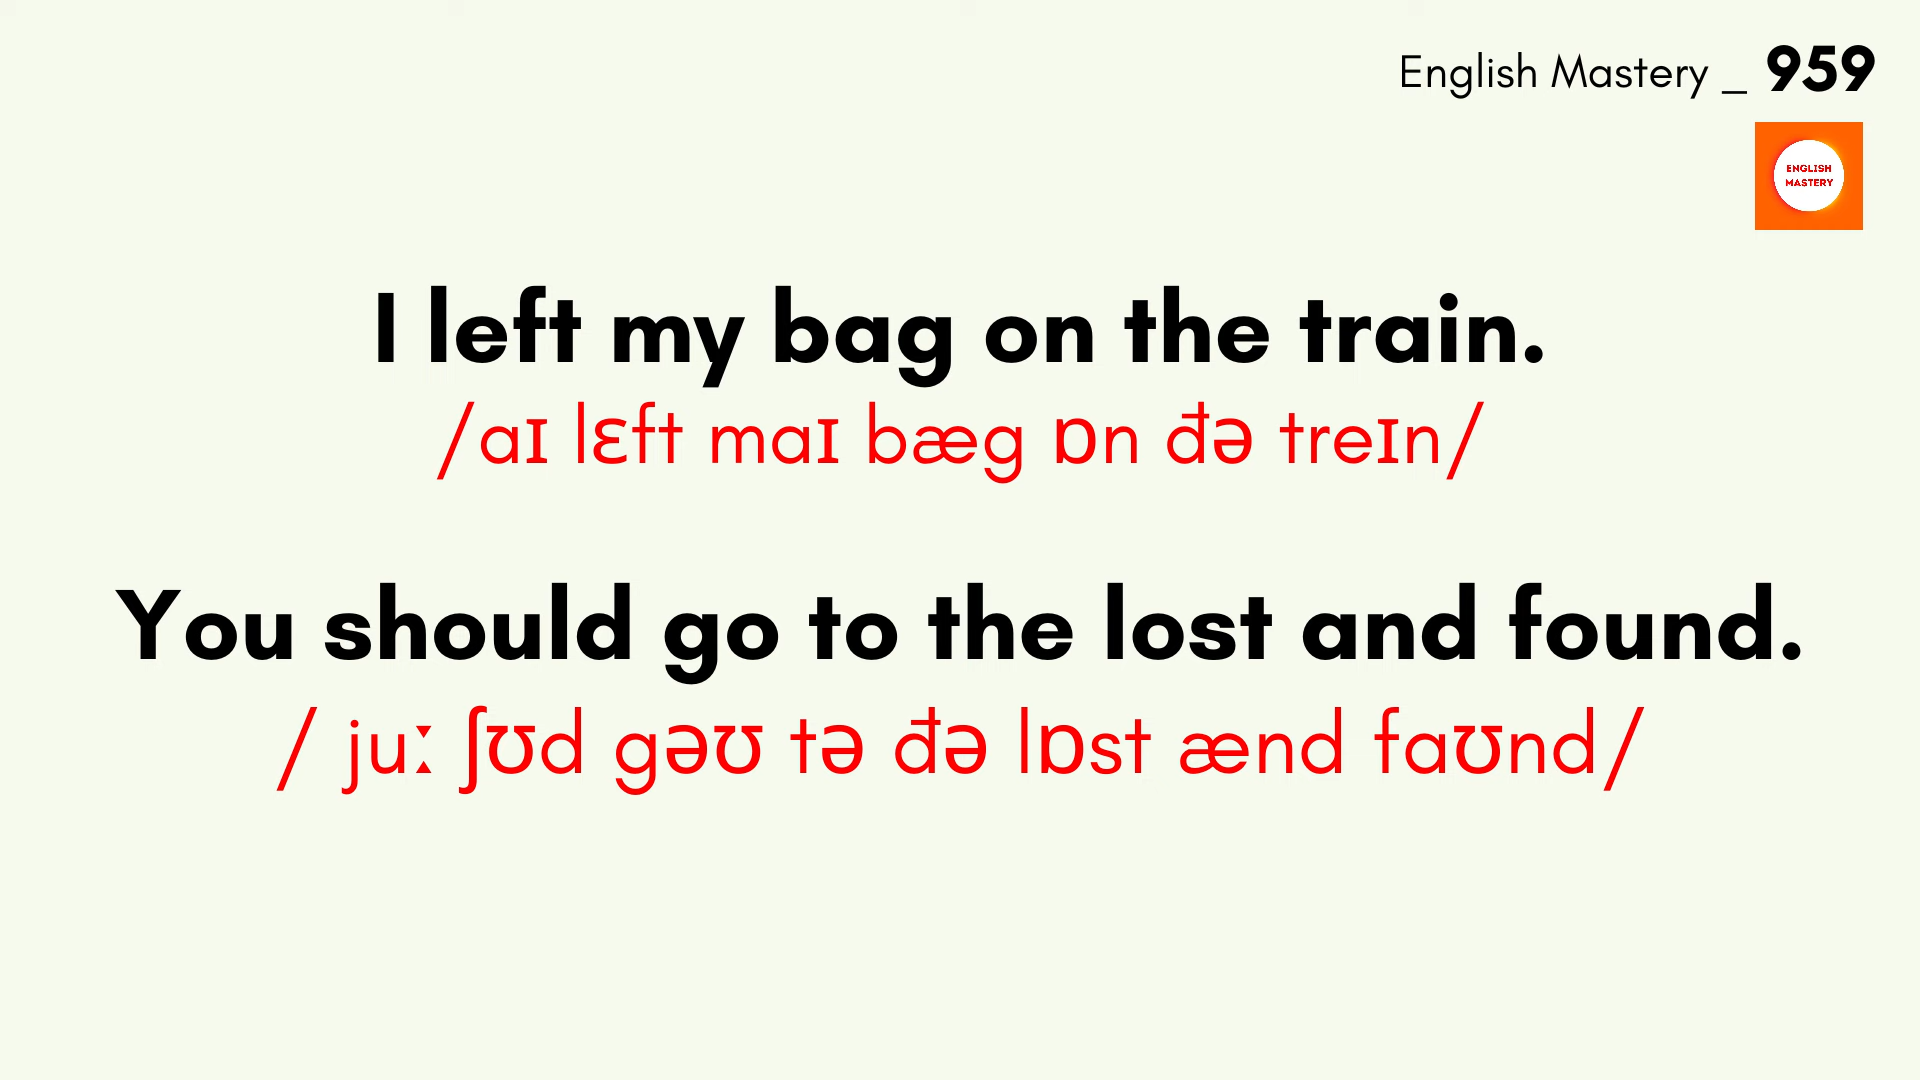 English Mastery _ 959
ENGLISH
MASTERY
I left my bag on the train.
/aɪ lɛft maɪ bæg ɒn đə treɪn/
You should go to the lost and found.
/ juː ʃʊd gəʊ tə đə lɒst ænd faʊnd/